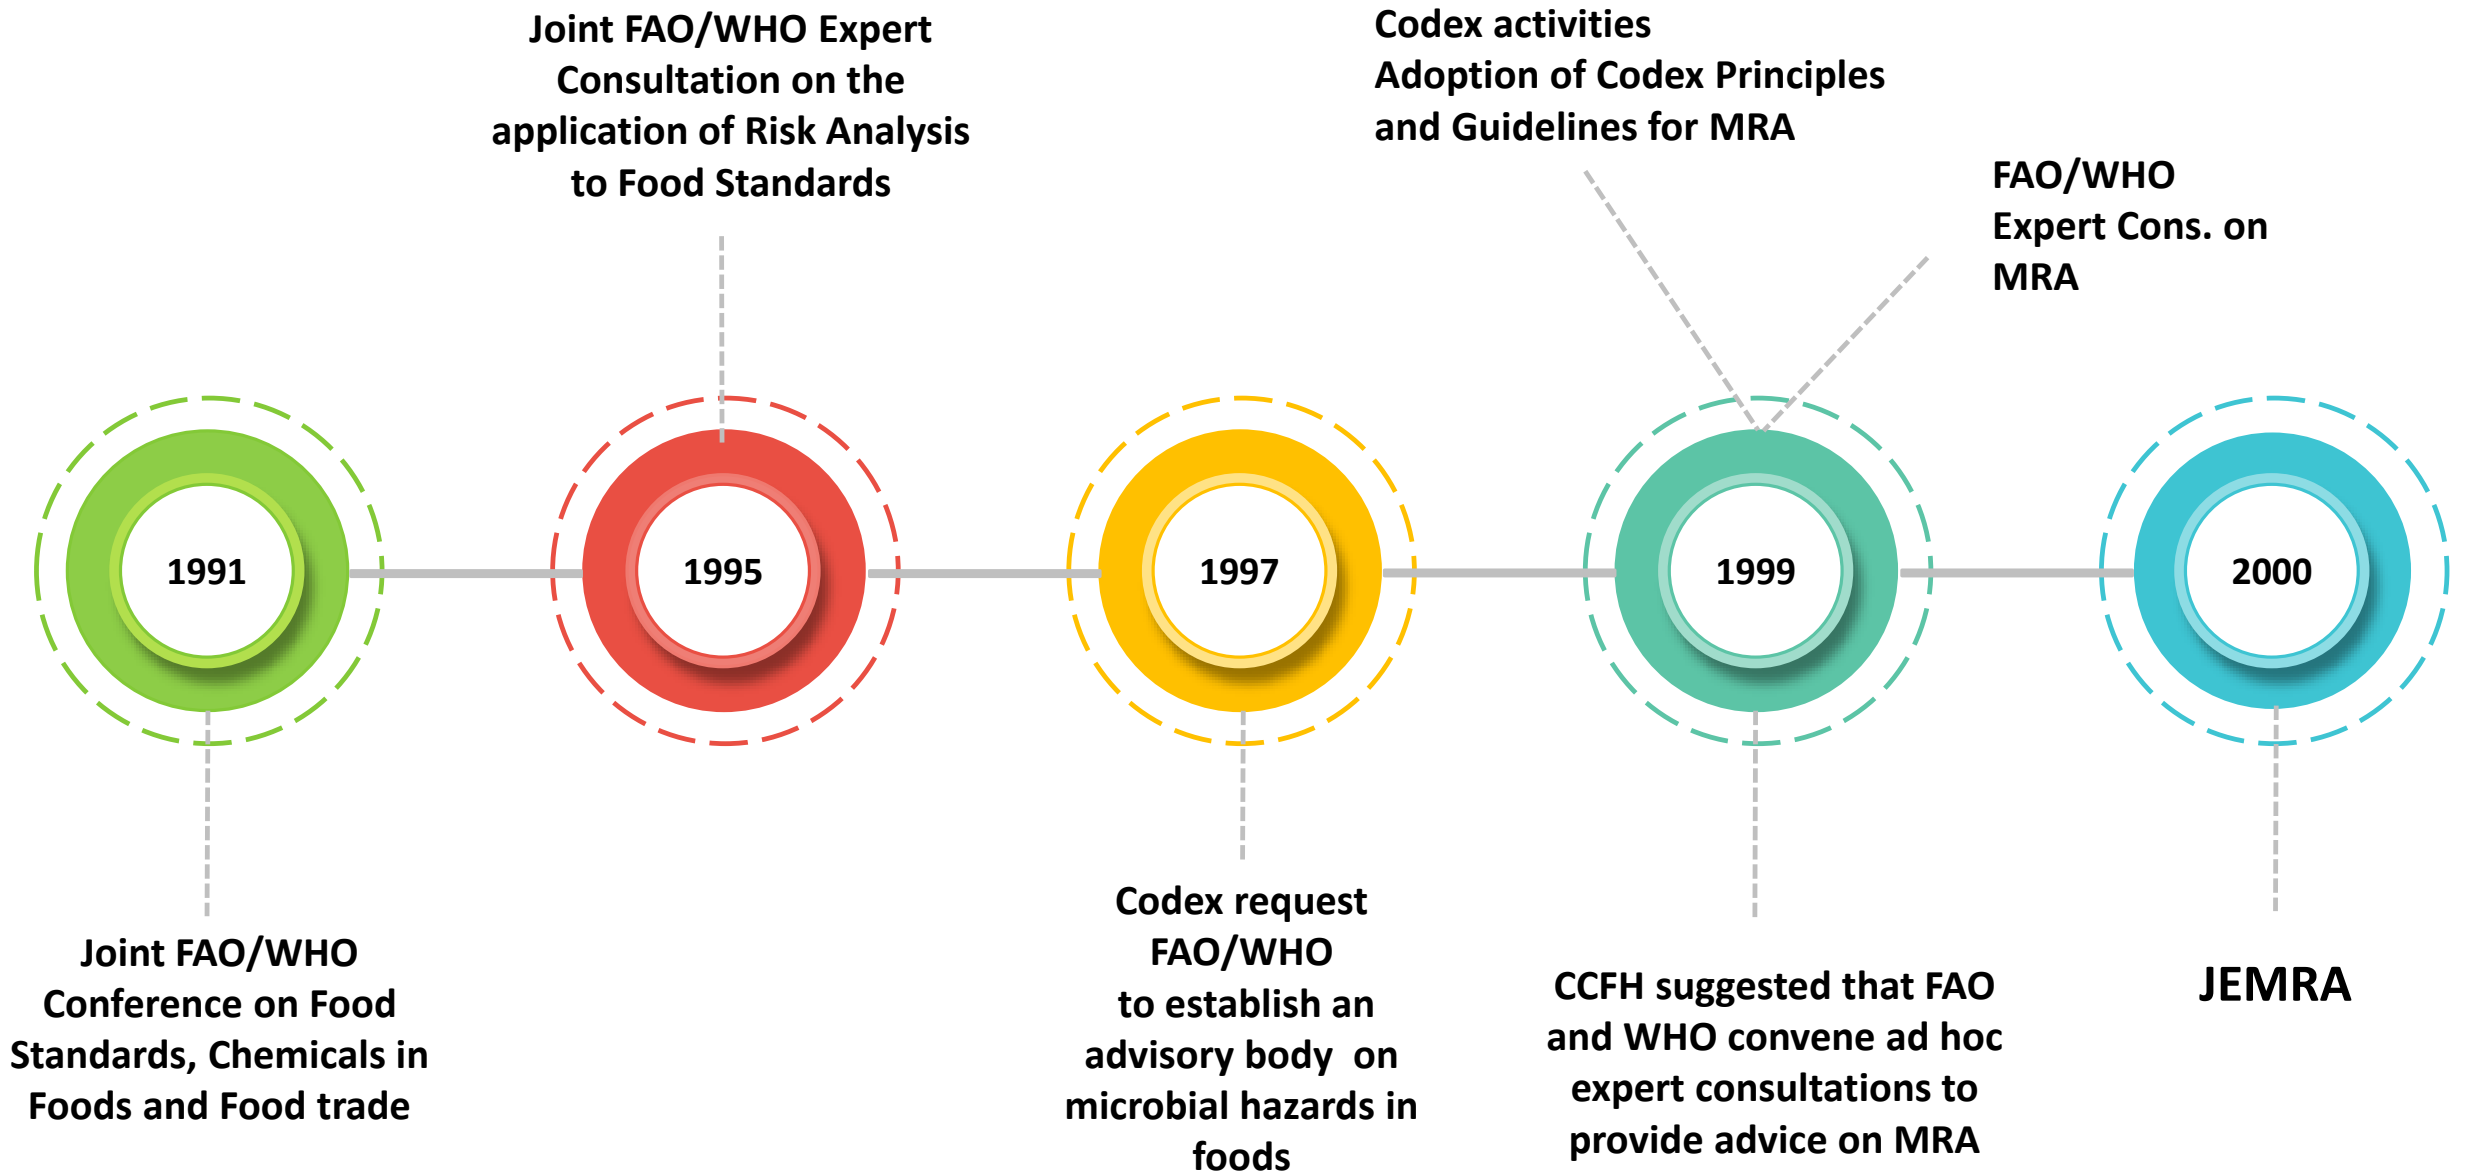 Joint FAO/WHO Expert
Consultation on the
application of Risk Analysis
to Food Standards
Codex activities
Adoption of Codex Principles
and Guidelines for MRA
FAO/WHO
Expert Cons. on
MRA
1991
1995
1997
1999
2000
Joint FAO/WHO
Conference on Food
Standards, Chemicals in
Foods and Food trade
Codex request
FAO/WHO
to establish an
advisory body on
microbial hazards in
foods
CCFH suggested that FAO
and WHO convene ad hoc
expert consultations to
provide advice on MRA
JEMRA